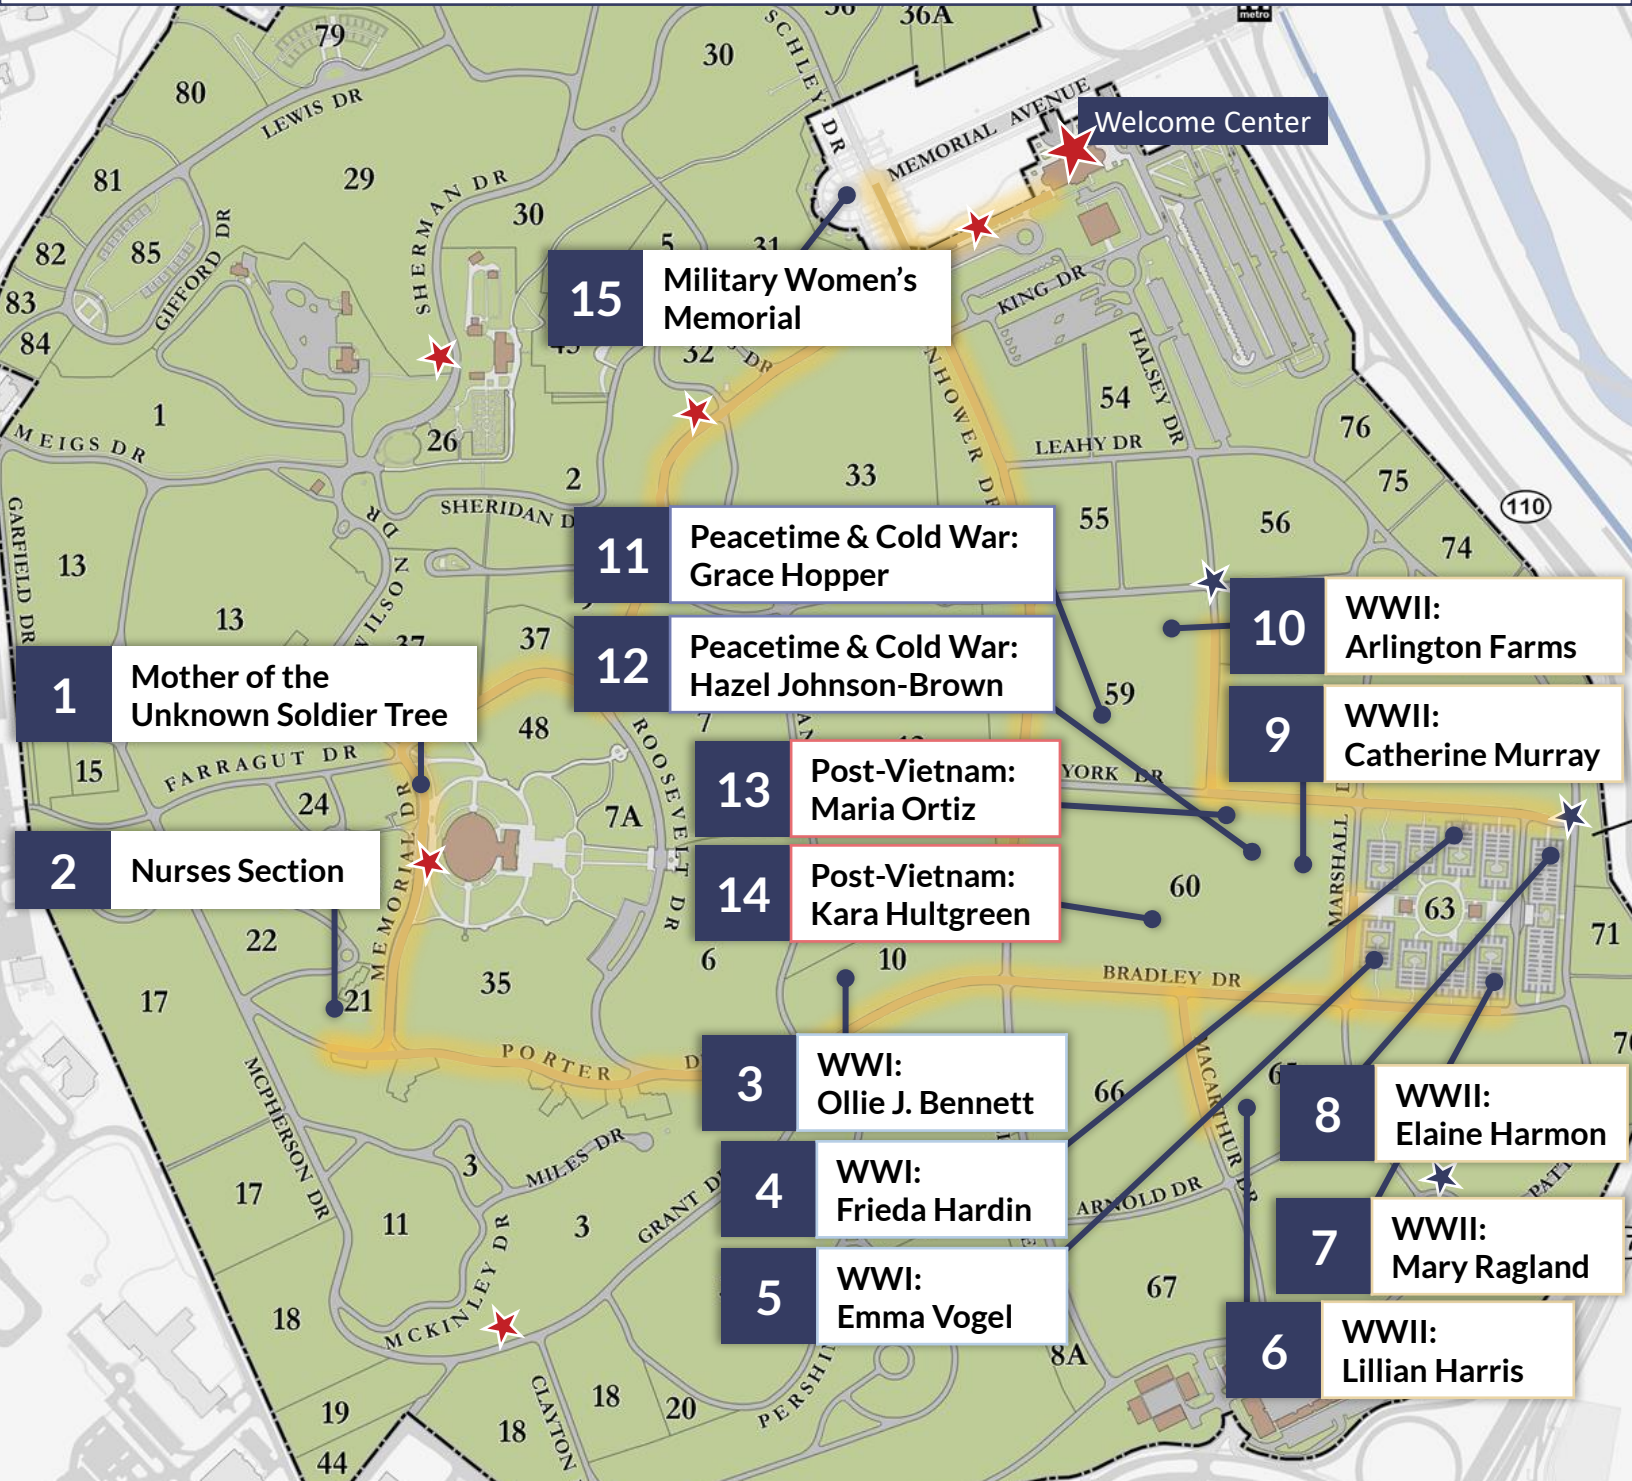 36A
metro
79
30
SCHLEY DR
80
LEWIS DR
MEMORIAL AVENUE
Welcome Center
81
29
SHERMAN DR
30
82
85
GIFFORD DR
5
31
83
84
15
Military Women's
Memorial
KING DR
HALSEY DR
32
DR
1
26
54
76
MEIGS DR
LEAHY DR
2
33
75
GARFIELD DR
SHERIDAN D
110
55
56
74
11
Peacetime & Cold War:
Grace Hopper
13
13
WILSON DR
37
37
10
WWII:
Arlington Farms
12
Peacetime & Cold War:
Hazel Johnson-Brown
59
1
Mother of the
Unknown Soldier Tree
48
7
9
WWII:
Catherine Murray
15
FARRAGUT DR
24
ROOSEVELT DR
7A
13
Post-Vietnam:
Maria Ortiz
YORK DR
2
Nurses Section
MEMORIAL DR
14
Post-Vietnam:
Kara Hultgreen
60
MARSHALL
63
71
22
6
10
BRADLEY DR
17
21
35
PORTER
3
WWI:
Ollie J. Bennett
66
MACARTHUR DR
8
WWII:
Elaine Harmon
MCPHERSON DR
3
MILES DR
4
WWI:
Frieda Hardin
17
11
3
GRANT D
ARNOLD DR
PATT
7
WWII:
Mary Ragland
5
WWI:
Emma Vogel
67
18
MCKINLEY DR
8A
6
WWII:
Lillian Harris
19
18
20
PERSHI
18
CLAYTON
44